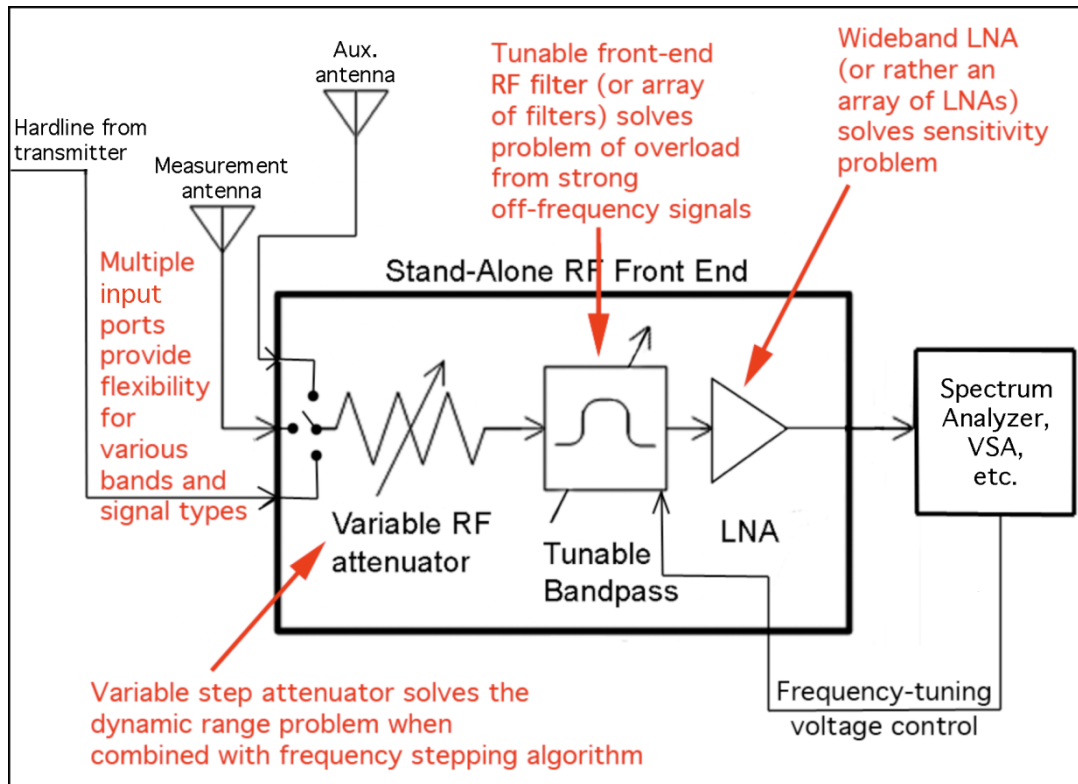 Aux.
antenna
Hardline from
transmitter
Measurement
antenna
Tunable front-end
RF filter (or array
of filters) solves
problem of overload
from strong
off-frequency signals
Wideband LNA
(or rather an
array of LNAs)
solves sensitivity
problem
Multiple
input
ports
provide
flexibility
for
various
bands and
signal types
Stand-Alone RF Front End
Variable RF
attenuator
Tunable
Bandpass
LNA
Spectrum
Analyzer,
VSA,
etc.
Variable step attenuator solves the
dynamic range problem when
combined with frequency stepping algorithm
Frequency-tuning
voltage control